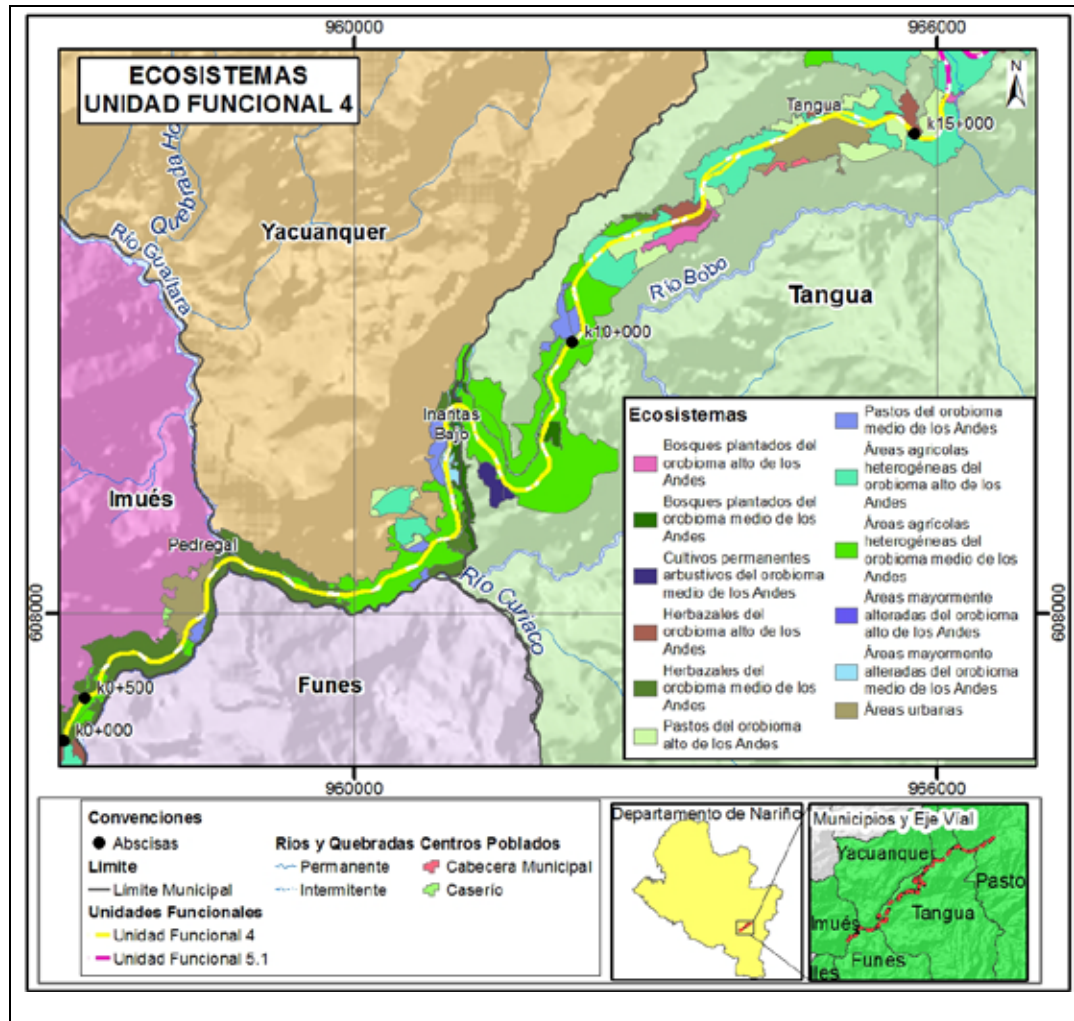 960000
966000
ECOSISTEMAS
UNIDAD FUNCIONAL 4
N
Tangua
k15+000
Quebrada Ho
Río Guáitara
Yacuanquer
Río Bobo
Tangua
k10+000
Inantas
Bajo
Imués
Pedregal
Río Curiaco
608000
608000
Funes
k0+500
k0+000
Ecosistemas
Bosques plantados del
orobioma alto de los
Andes
Bosques plantados del
orobioma medio de los
Andes
Cultivos permanentes
arbustivos del orobioma
medio de los Andes
Herbazales del
orobioma alto de los
Andes
Herbazales del
orobioma medio de los
Andes
Pastos del orobioma
alto de los Andes
Pastos del orobioma
medio de los Andes
Áreas agrícolas
heterogéneas del
orobioma alto de los
Andes
Áreas agrícolas
heterogéneas del
orobioma medio de los
Andes
Áreas mayormente
alteradas del orobioma
alto de los Andes
Áreas mayormente
alteradas del orobioma
medio de los Andes
Áreas urbanas
960000
966000
Convenciones
Abscisas
Límite
Límite Municipal
Unidades Funcionales
Unidad Funcional 4
Unidad Funcional 5.1
Ríos y Quebradas
Permanente
Intermitente
Centros Poblados
Cabecera Municipal
Caserío
Departamento de Nariño
Municipios y Eje Vial
Yacuanquer
Pasto
Tangua
Imués
Funes
Iles